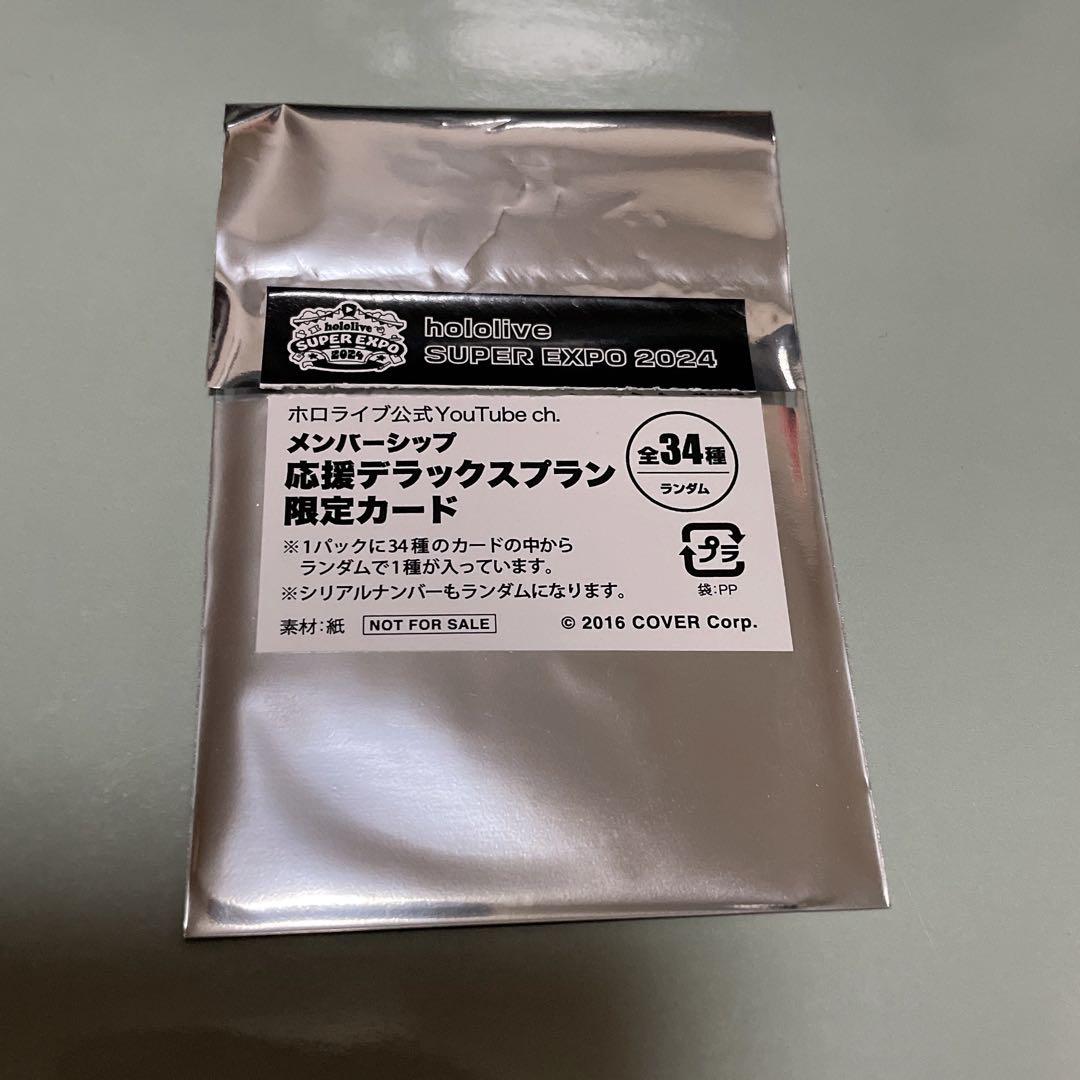 hololive
SUPER EXPO
2024
hololive
SUPER EXPO 2024
ホロライブ公式YouTube ch.
メンバーシップ
応援デラックスプラン
限定カード
全34種
ランダム
※1パックに34種のカードの中から
ランダムで1種が入っています。
※シリアルナンバーもランダムになります。
プラ
袋:PP
素材:紙 NOT FOR SALE © 2016 COVER Corp.